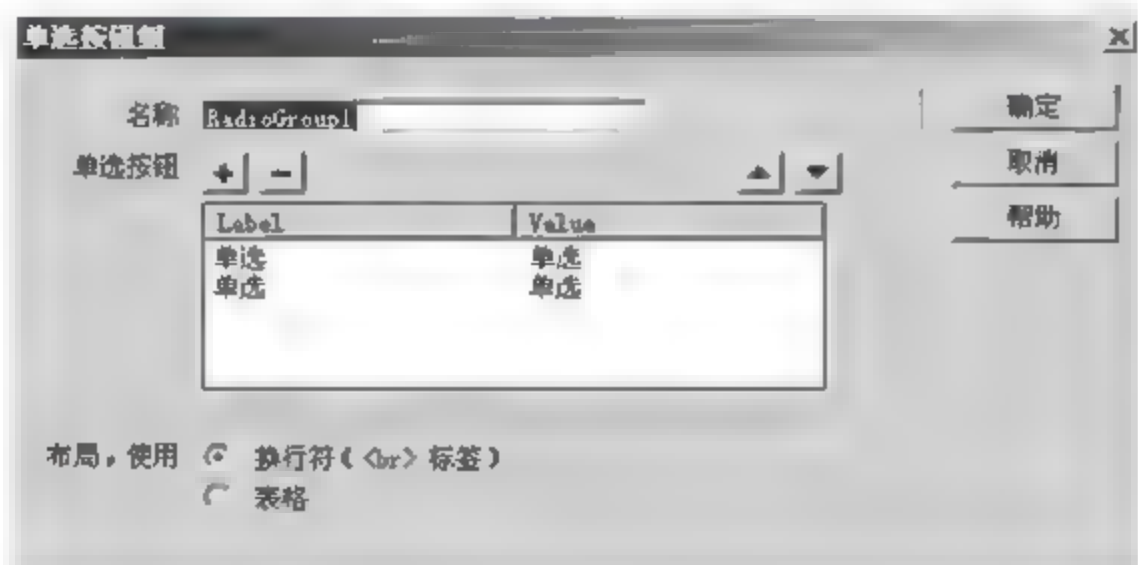 单选按钮组
名称 RadioGroup1 确定
单选按钮 取消
帮助
Label Value
单选 单选
单选 单选
布局，使用 换行符(<br>标签)
表格